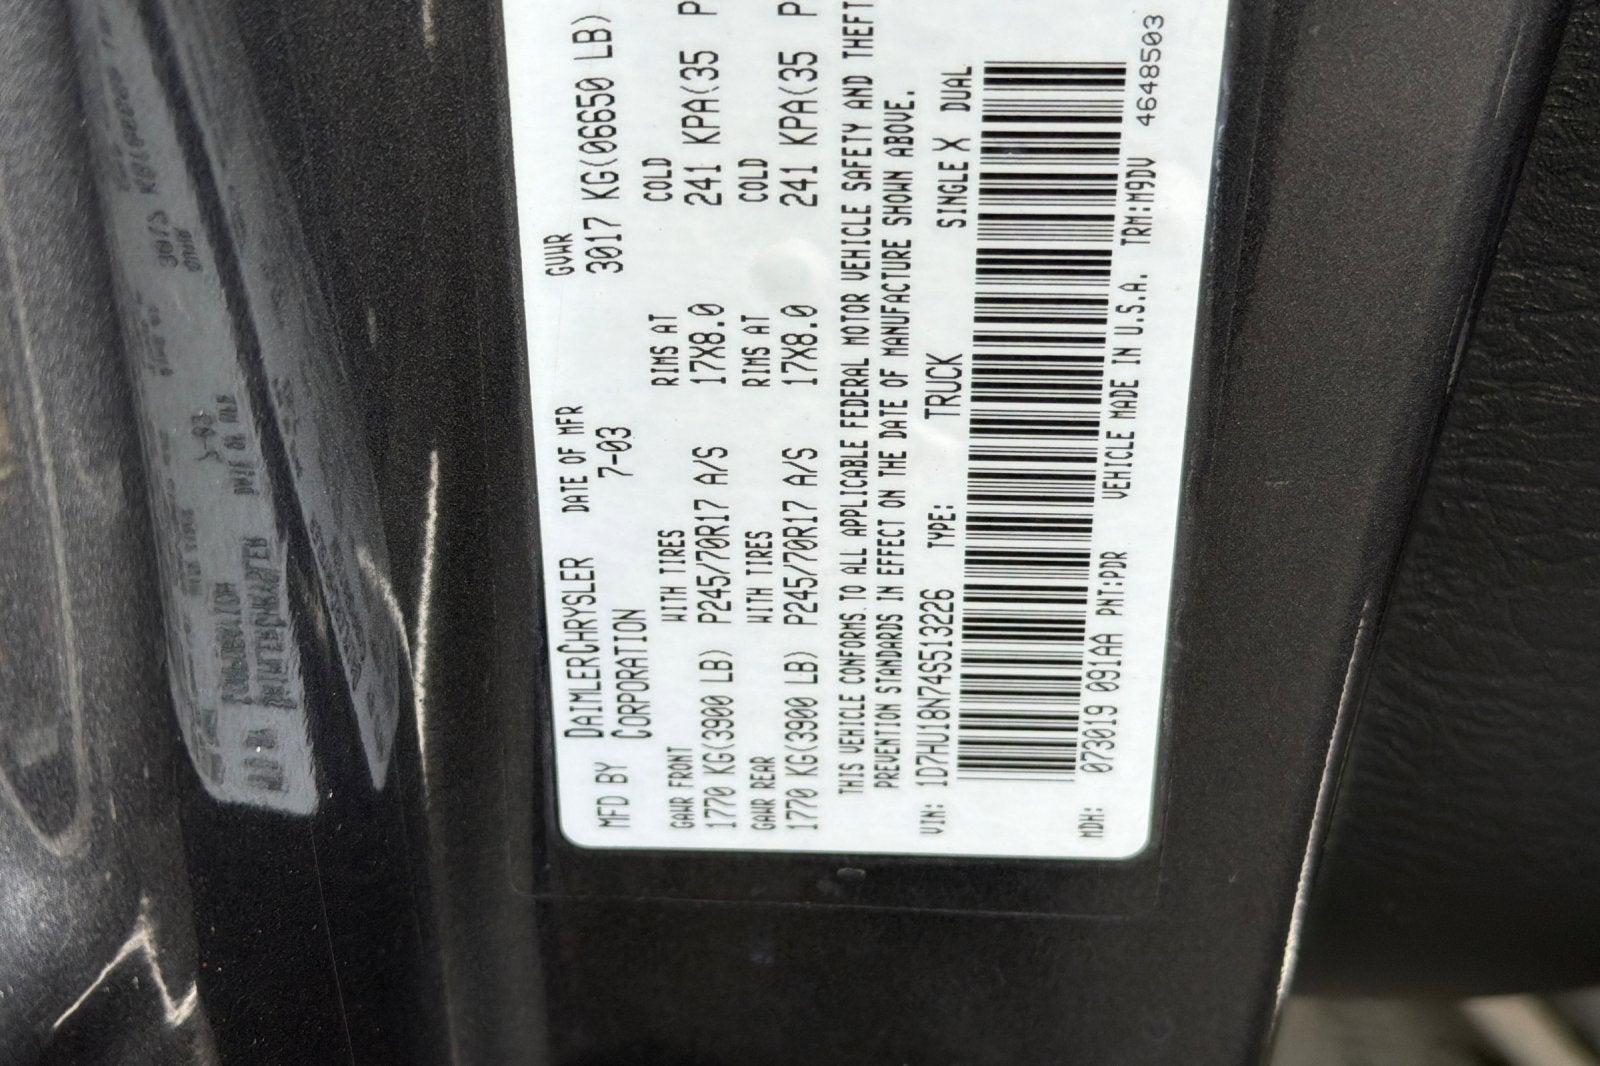 MFD BY DAIMLERCHRYSLER CORPORATION DATE OF MFR 7-03 GVWR 3017 KG(06650 LB)
GAWR FRONT WITH TIRES RIMS AT COLD
1770 KG(3900 LB) P245/70R17 A/S 17X8.0 241 KPA(35 P
GAWR REAR WITH TIRES RIMS AT COLD
1770 KG(3900 LB) P245/70R17 A/S 17X8.0 241 KPA(35 P
THIS VEHICLE CONFORMS TO ALL APPLICABLE FEDERAL MOTOR VEHICLE SAFETY AND THEFT
PREVENTION STANDARDS IN EFFECT ON THE DATE OF MANUFACTURE SHOWN ABOVE.
VIN: 1D7HU18N74S513226 TYPE: TRUCK SINGLE X DUAL
MDH: 073019 091AA PNT:PDR VEHICLE MADE IN U.S.A. TRM:M9DV 4648503